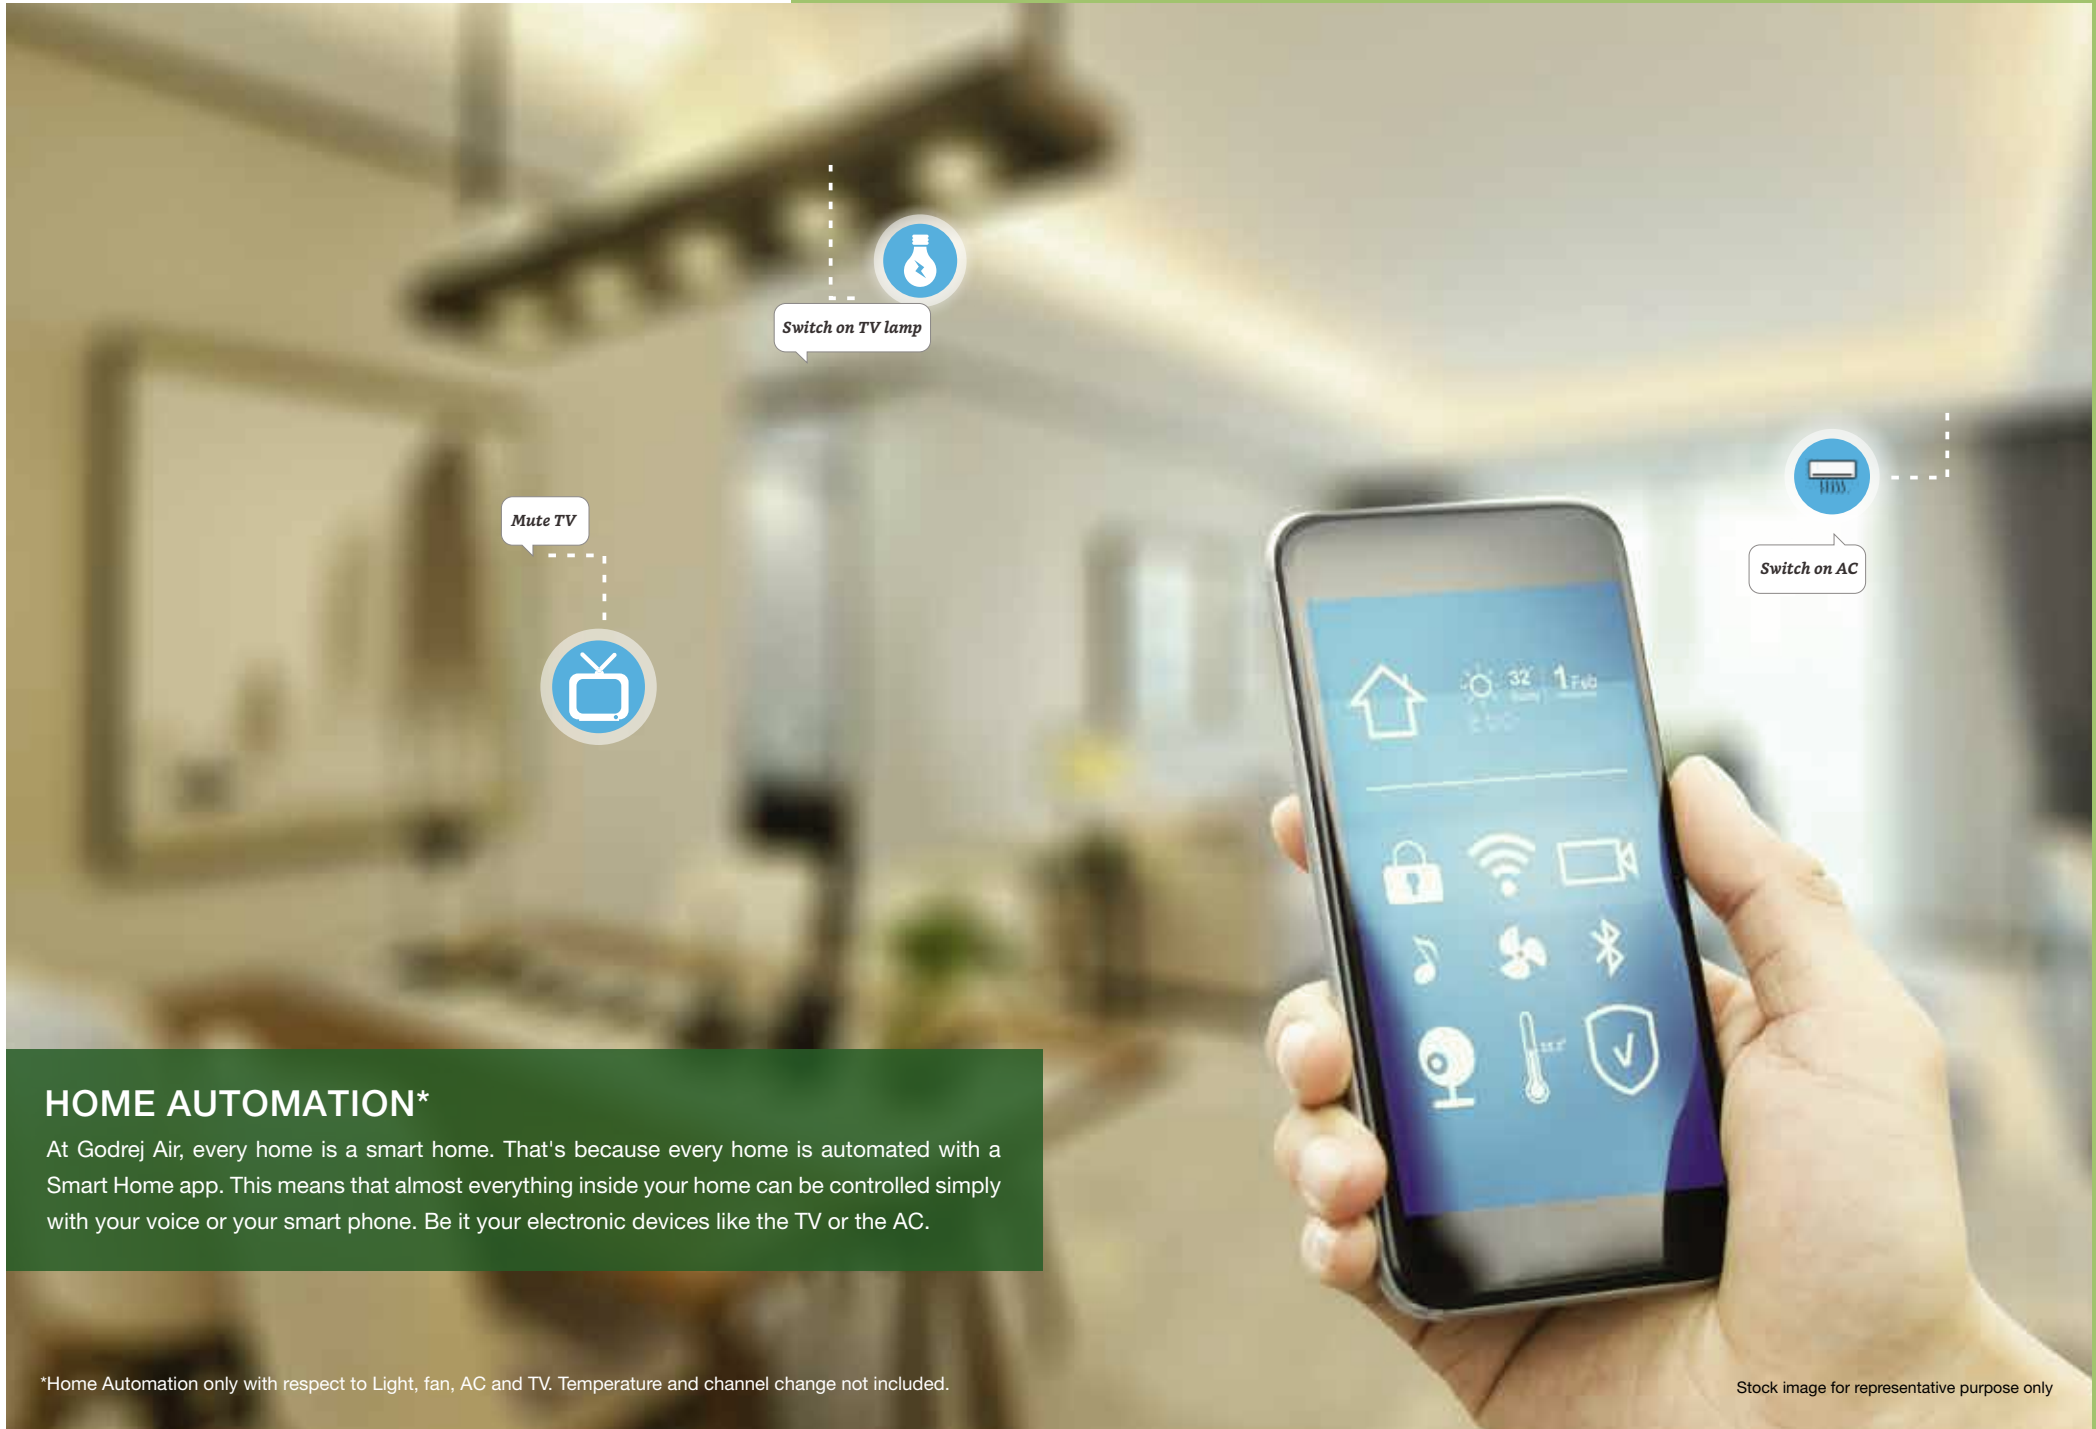 Switch on TV lamp
Mute TV
Switch on AC
32°
1 Feb
HOME AUTOMATION*
At Godrej Air, every home is a smart home. That's because every home is automated with a
Smart Home app. This means that almost everything inside your home can be controlled simply
with your voice or your smart phone. Be it your electronic devices like the TV or the AC.
*Home Automation only with respect to Light, fan, AC and TV. Temperature and channel change not included.
Stock image for representative purpose only